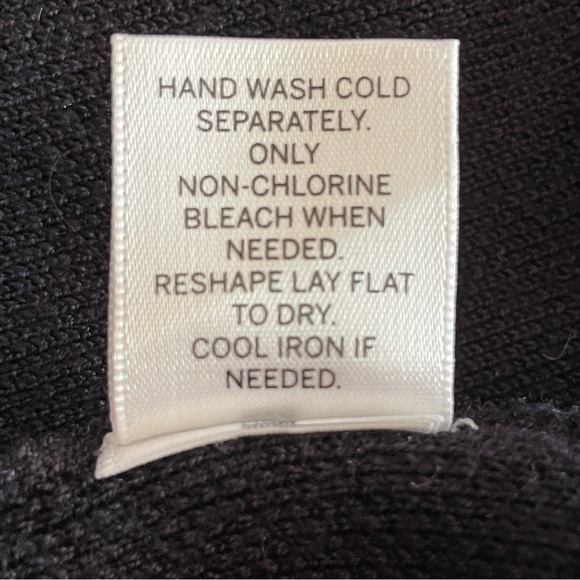 HAND WASH COLD
SEPARATELY.
ONLY
NON-CHLORINE
BLEACH WHEN
NEEDED.
RESHAPE LAY FLAT
TO DRY.
COOL IRON IF
NEEDED.